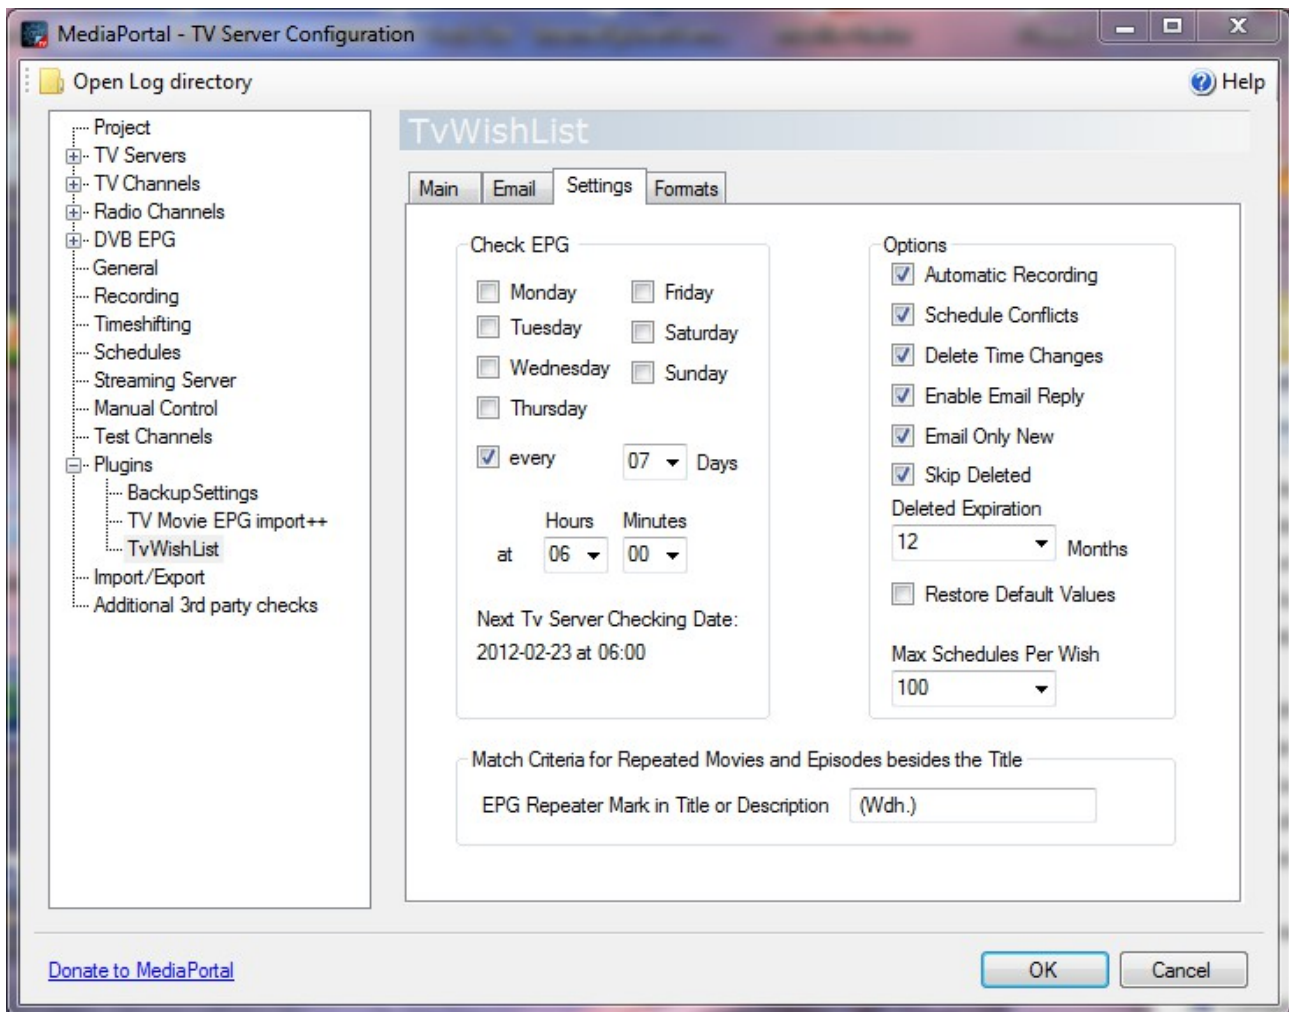 MediaPortal - TV Server Configuration
Open Log directory
Help
Project
TV Servers
TV Channels
Radio Channels
DVB EPG
General
Recording
Timeshifting
Schedules
Streaming Server
Manual Control
Test Channels
Plugins
BackupSettings
TV Movie EPG import++
TvWishList
Import/Export
Additional 3rd party checks
TvWishList
Main Email Settings Formats
Check EPG
Monday Friday
Tuesday Saturday
Wednesday Sunday
Thursday
every 07 Days
Hours Minutes
at 06 00
Next Tv Server Checking Date:
2012-02-23 at 06:00
Options
Automatic Recording
Schedule Conflicts
Delete Time Changes
Enable Email Reply
Email Only New
Skip Deleted
Deleted Expiration
12 Months
Restore Default Values
Max Schedules Per Wish
100
Match Criteria for Repeated Movies and Episodes besides the Title
EPG Repeater Mark in Title or Description (Wdh.)
Donate to MediaPortal
OK Cancel